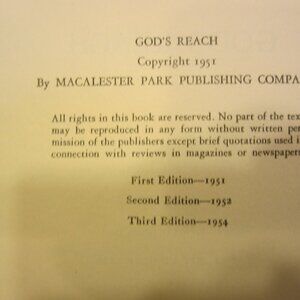 GOD'S REACH
Copyright 1951
By MACALESTER PARK PUBLISHING COMPA
All rights in this book are reserved. No part of the tex
may be reproduced in any form without written per
mission of the publishers except brief quotations used i
connection with reviews in magazines or newspaper
First Edition—1951
Second Edition—1952
Third Edition—1954